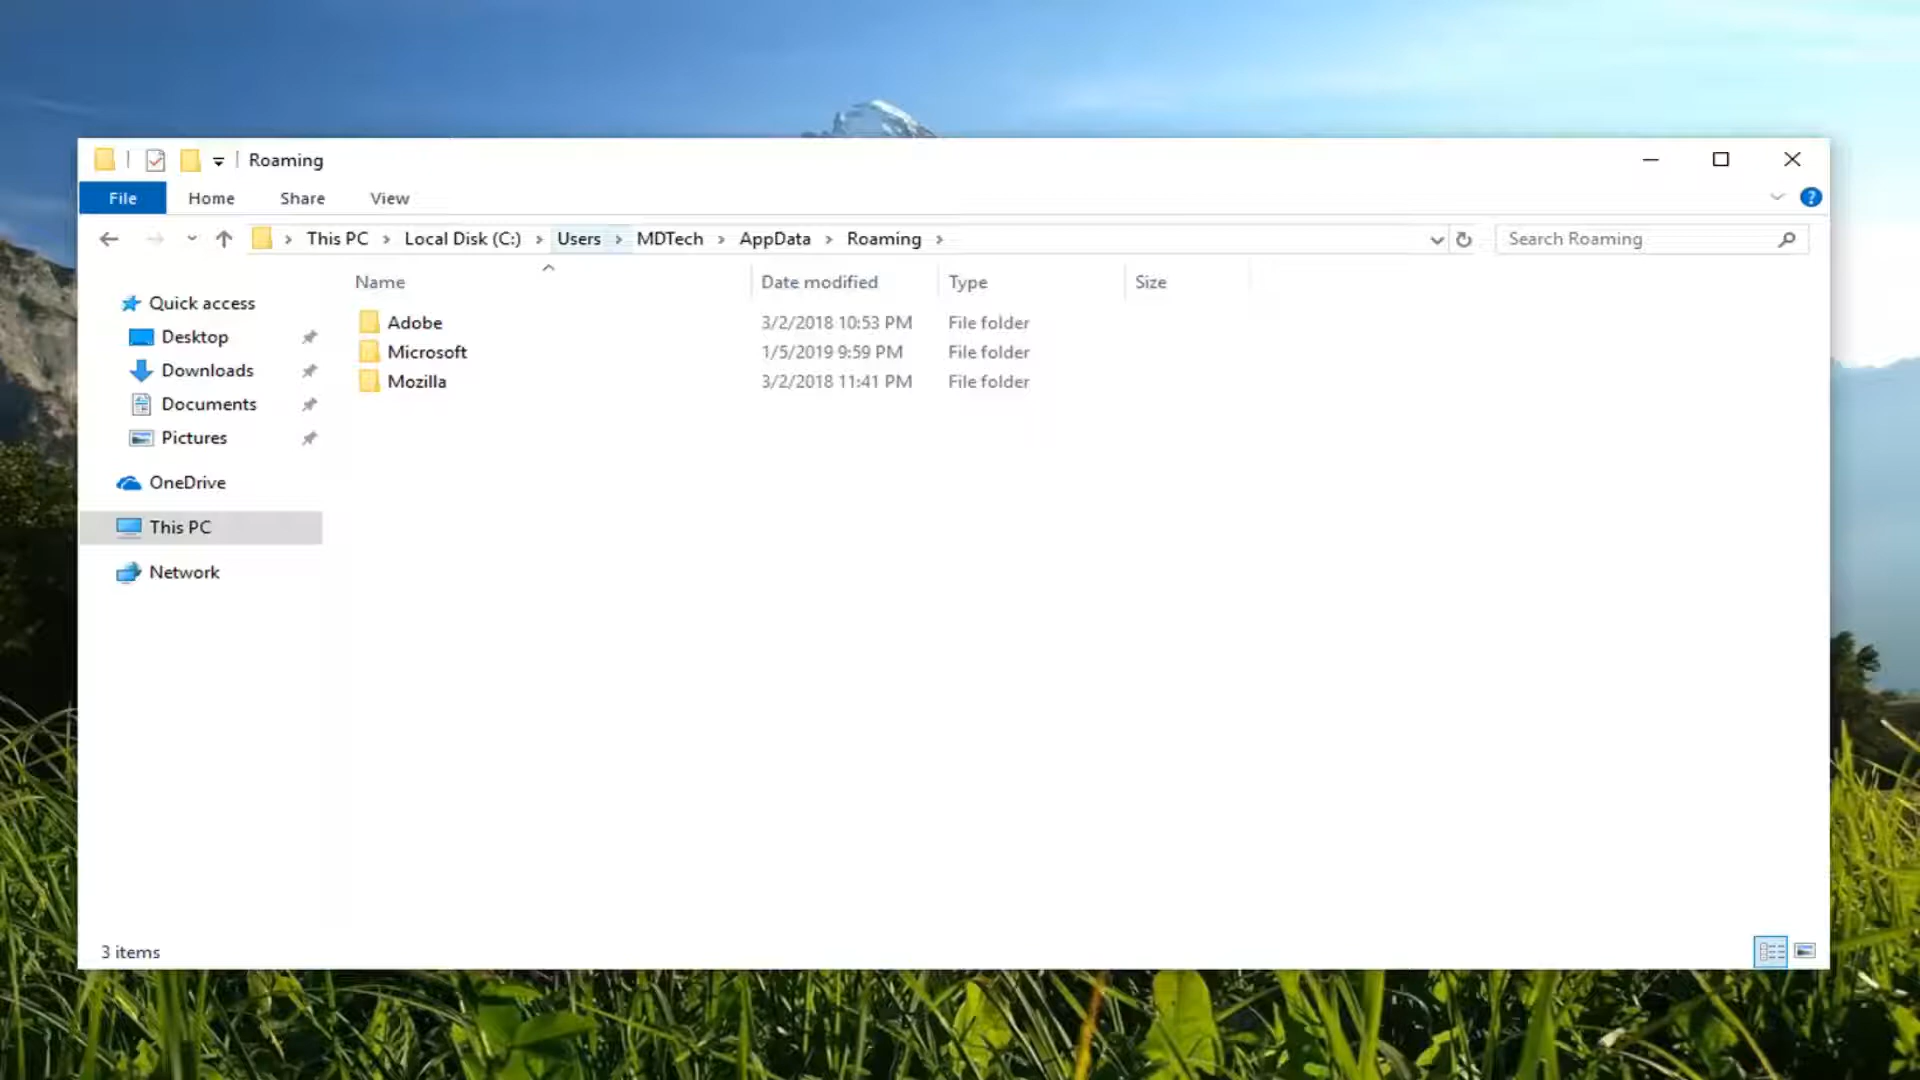 Roaming
File Home Share View
This PC Local Disk (C:) Users MDTech AppData Roaming Search Roaming
Name Date modified Type Size
Quick access
Desktop
Downloads
Documents
Pictures
OneDrive
This PC
Network
Adobe 3/2/2018 10:53 PM File folder
Microsoft 1/5/2019 9:59 PM File folder
Mozilla 3/2/2018 11:41 PM File folder
3 items